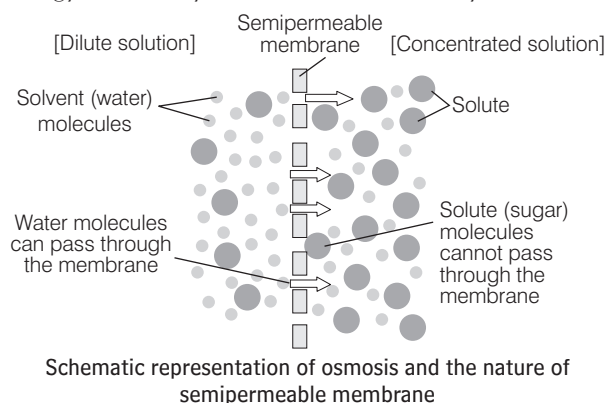 Semipermeable
membrane
[Dilute solution]
[Concentrated solution]
Solvent (water)
molecules
Solute
Water molecules
can pass through
the membrane
Solute (sugar)
molecules
cannot pass
through the
membrane
Schematic representation of osmosis and the nature of
semipermeable membrane